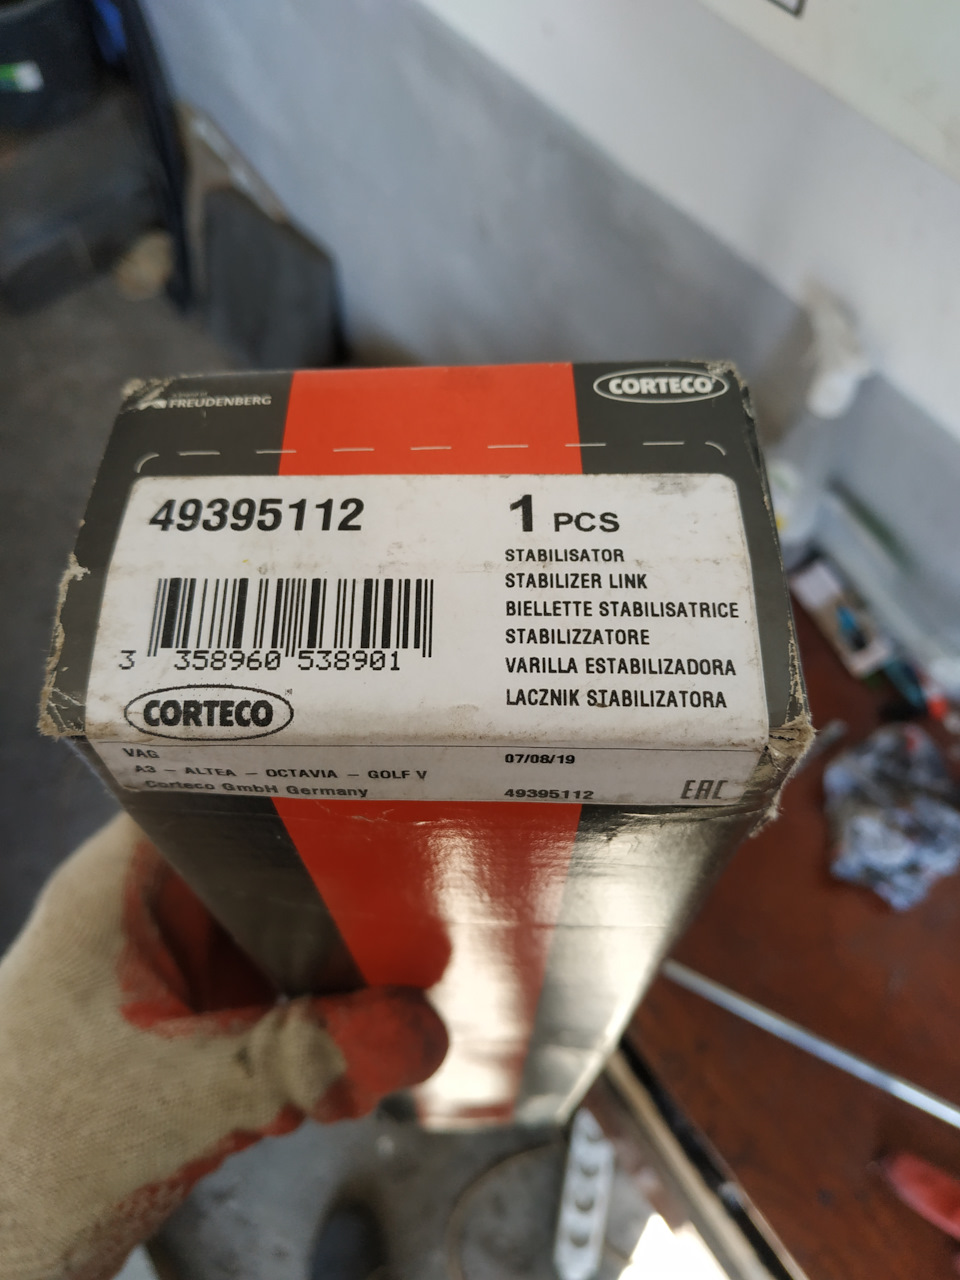 FREUDENBERG
CORTECO
49395112
1 PCS
STABILISATOR
STABILIZER LINK
BIELLETTE STABILISATRICE
STABILIZZATORE
VARILLA ESTABILIZADORA
LACZNIK STABILIZATORA
3 358960 538901
CORTECO
VAG
A3 - ALTEA - OCTAVIA - GOLF V
Corteco GmbH Germany
07/08/19
49395112
EAC